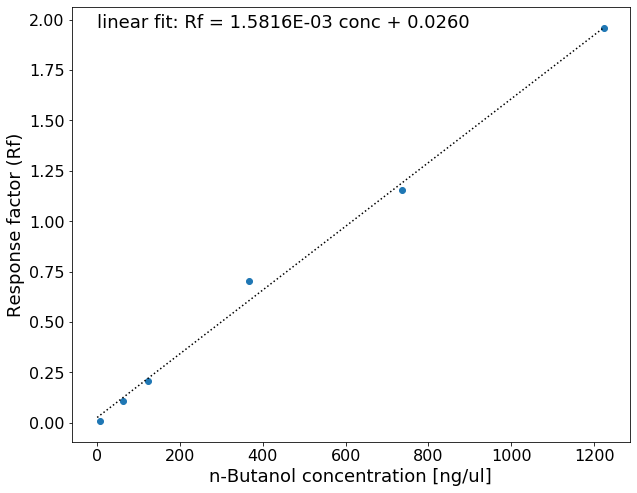 linear fit: Rf = 1.5816E-03 conc + 0.0260
2.00
1.75
1.50
1.25
1.00
0.75
0.50
0.25
0.00
Response factor (Rf)
0 200 400 600 800 1000 1200
n-Butanol concentration [ng/ul]